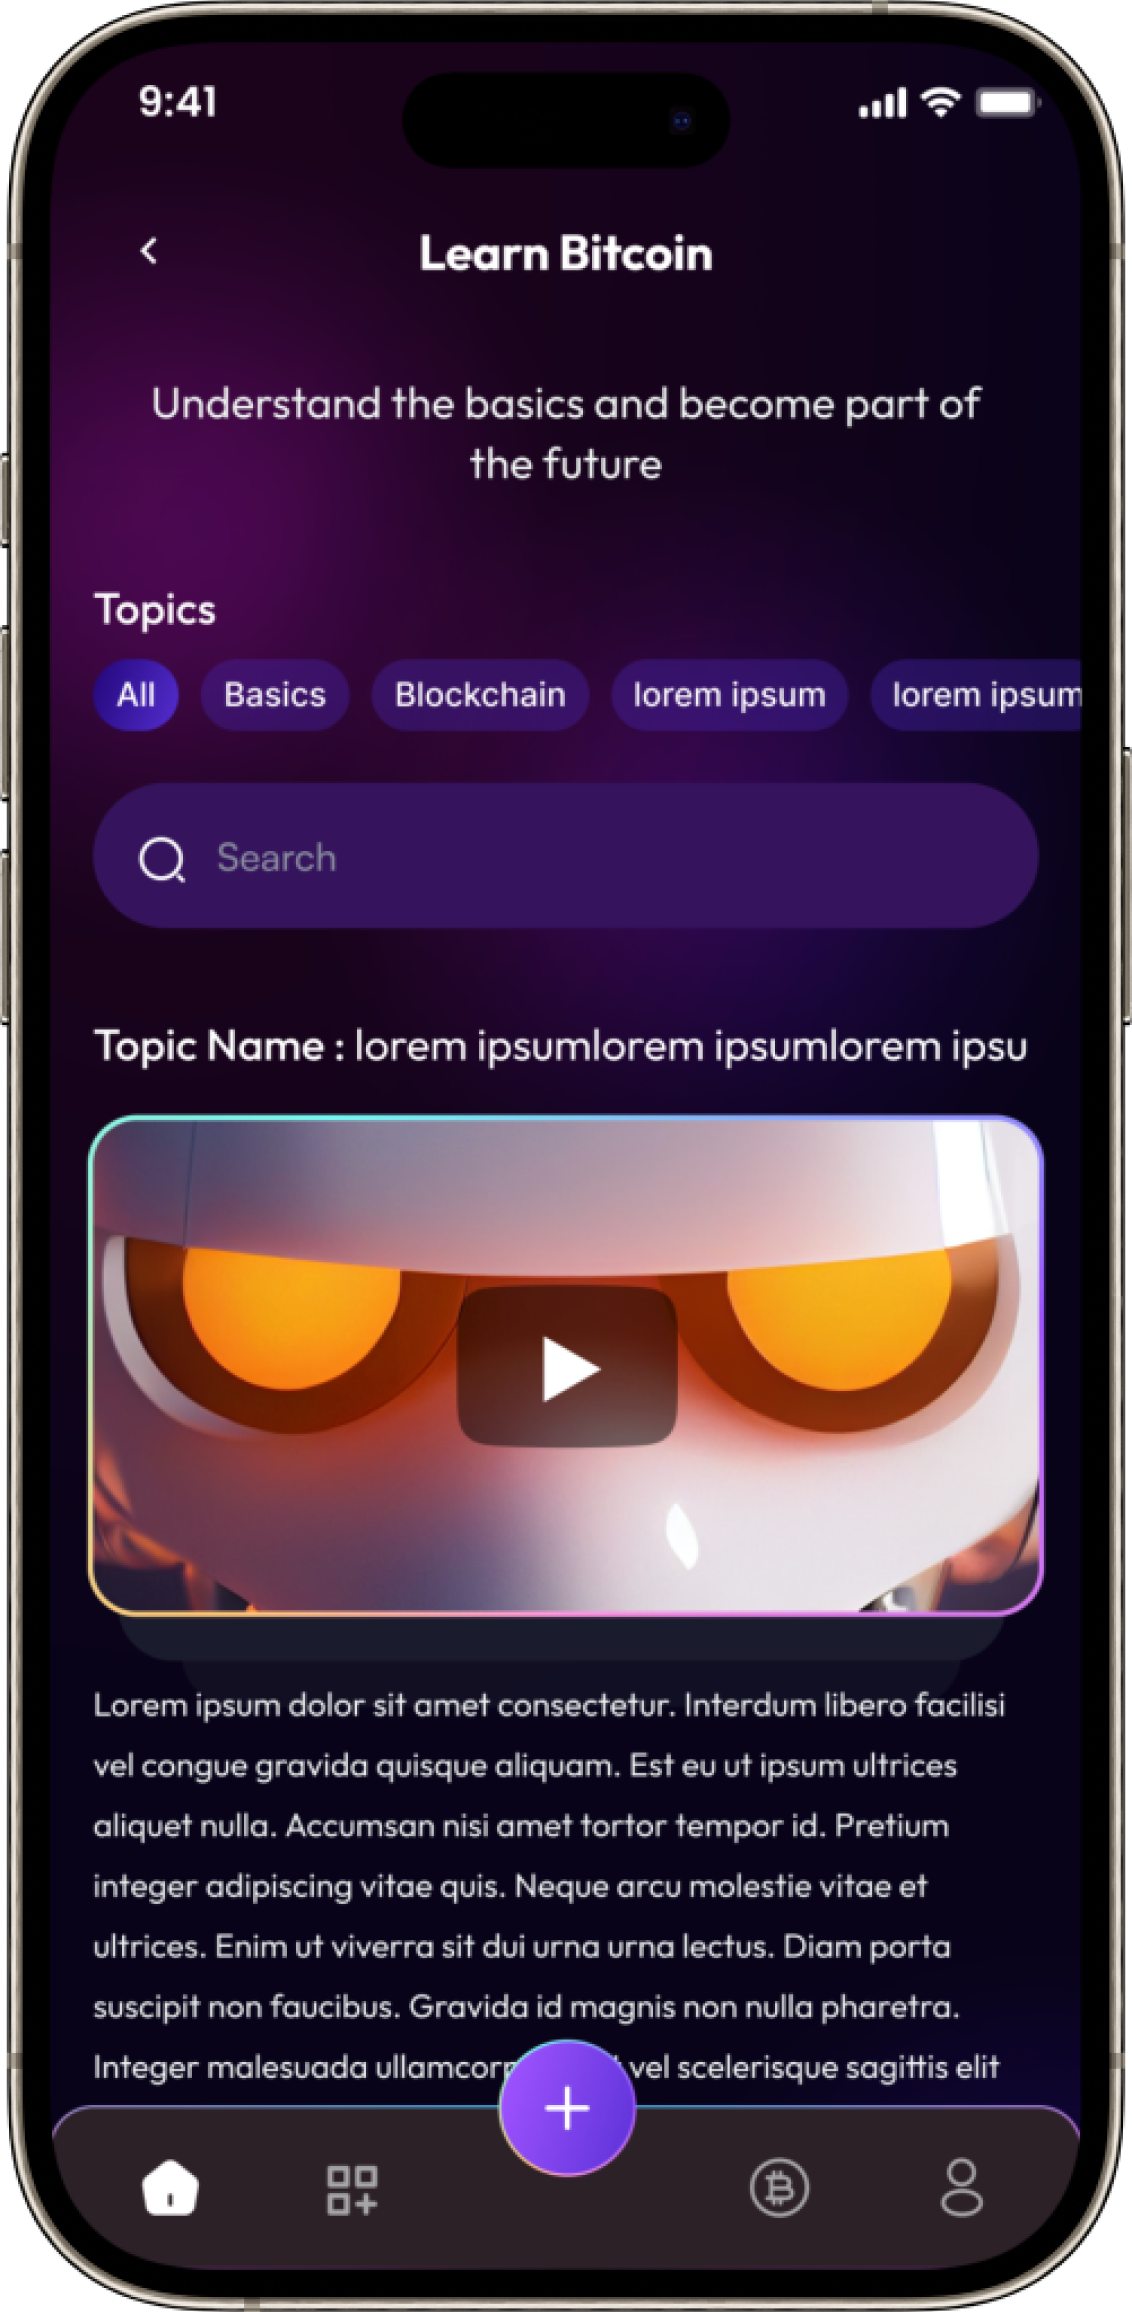 9:41
Learn Bitcoin
Understand the basics and become part of
the future
Topics
All Basics Blockchain lorem ipsum lorem ipsum
Search
Topic Name : lorem ipsumlorem ipsumlorem ipsu
Lorem ipsum dolor sit amet consectetur. Interdum libero facilisi
vel congue gravida quisque aliquam. Est eu ut ipsum ultrices
aliquet nulla. Accumsan nisi amet tortor tempor id. Pretium
integer adipiscing vitae quis. Neque arcu molestie vitae et
ultrices. Enim ut viverra sit dui urna urna lectus. Diam porta
suscipit non faucibus. Gravida id magnis non nulla pharetra.
Integer malesuada vel scelerisque sagittis elit